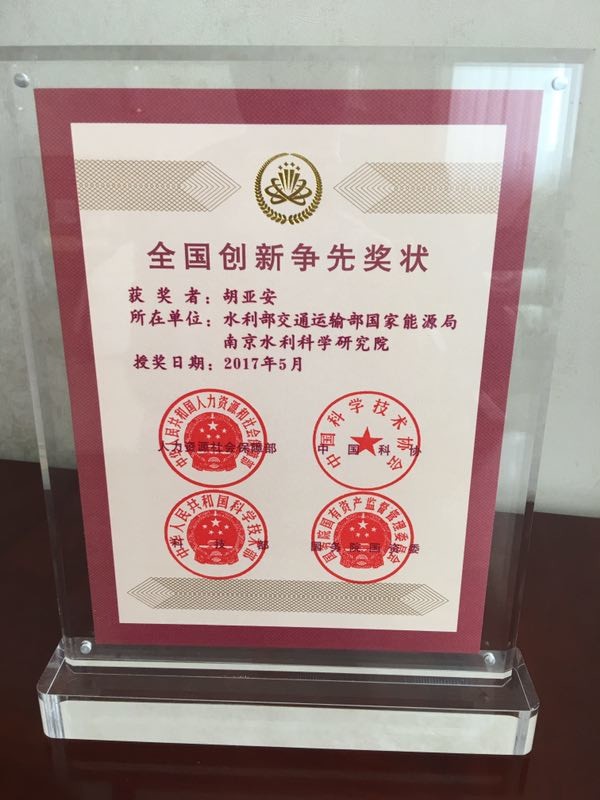 全国创新争先奖状
获奖者：胡亚安
所在单位：水利部交通运输部国家能源局
南京水利科学研究院
授奖日期：2017年5月
中华人民共和国人力资源和社会保障部
人力资源社会保障部
中国科学技术协会
中国科协
中华人民共和国科学技术部
科技部
国务院国有资产监督管理委员会
国务院国资委